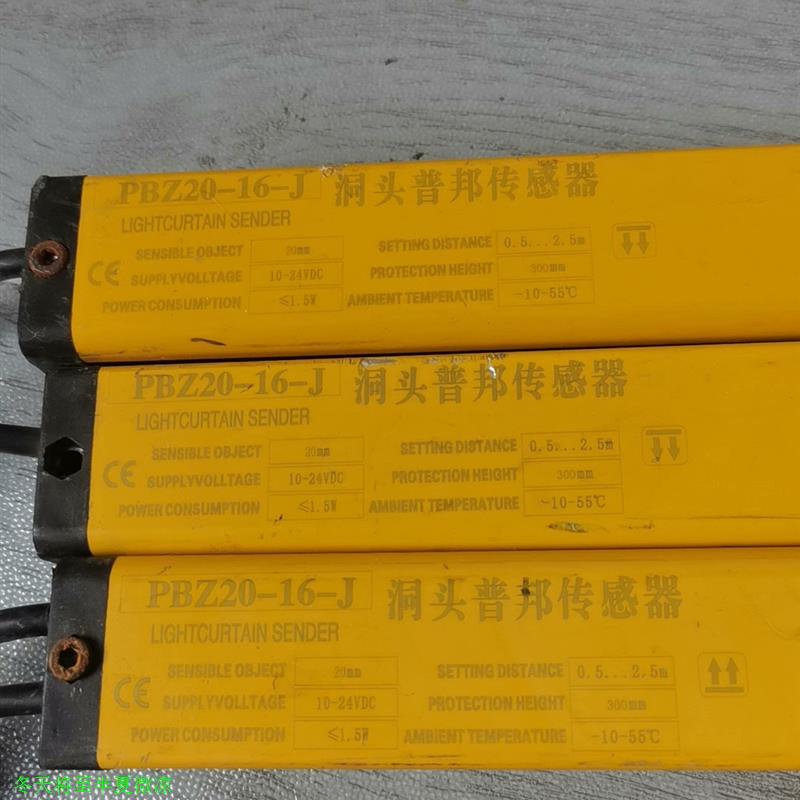 PBZ20-16-J 洞头普邦传感器
LIGHTCURTAIN SENDER
SENSIBLE OBJECT 20mm SETTING DISTANCE 0.5...2.5m
CE SUPPLYVOLLTAGE 10-24VDC PROTECTION HEIGHT 300mm
POWER CONSUMPTION ≤1.5W AMBIENT TEMPERATURE -10-55℃
PBZ20-16-J 洞头普邦传感器
LIGHTCURTAIN SENDER
SENSIBLE OBJECT 20mm SETTING DISTANCE 0.5...2.5m
CE SUPPLYVOLLTAGE 10-24VDC PROTECTION HEIGHT 300mm
POWER CONSUMPTION ≤1.5W AMBIENT TEMPERATURE -10-55℃
PBZ20-16-J 洞头普邦传感器
LIGHTCURTAIN SENDER
SENSIBLE OBJECT 20mm SETTING DISTANCE 0.5...2.5m
CE SUPPLYVOLLTAGE 10-24VDC PROTECTION HEIGHT 300mm
POWER CONSUMPTION ≤1.5W AMBIENT TEMPERATURE -10-55℃